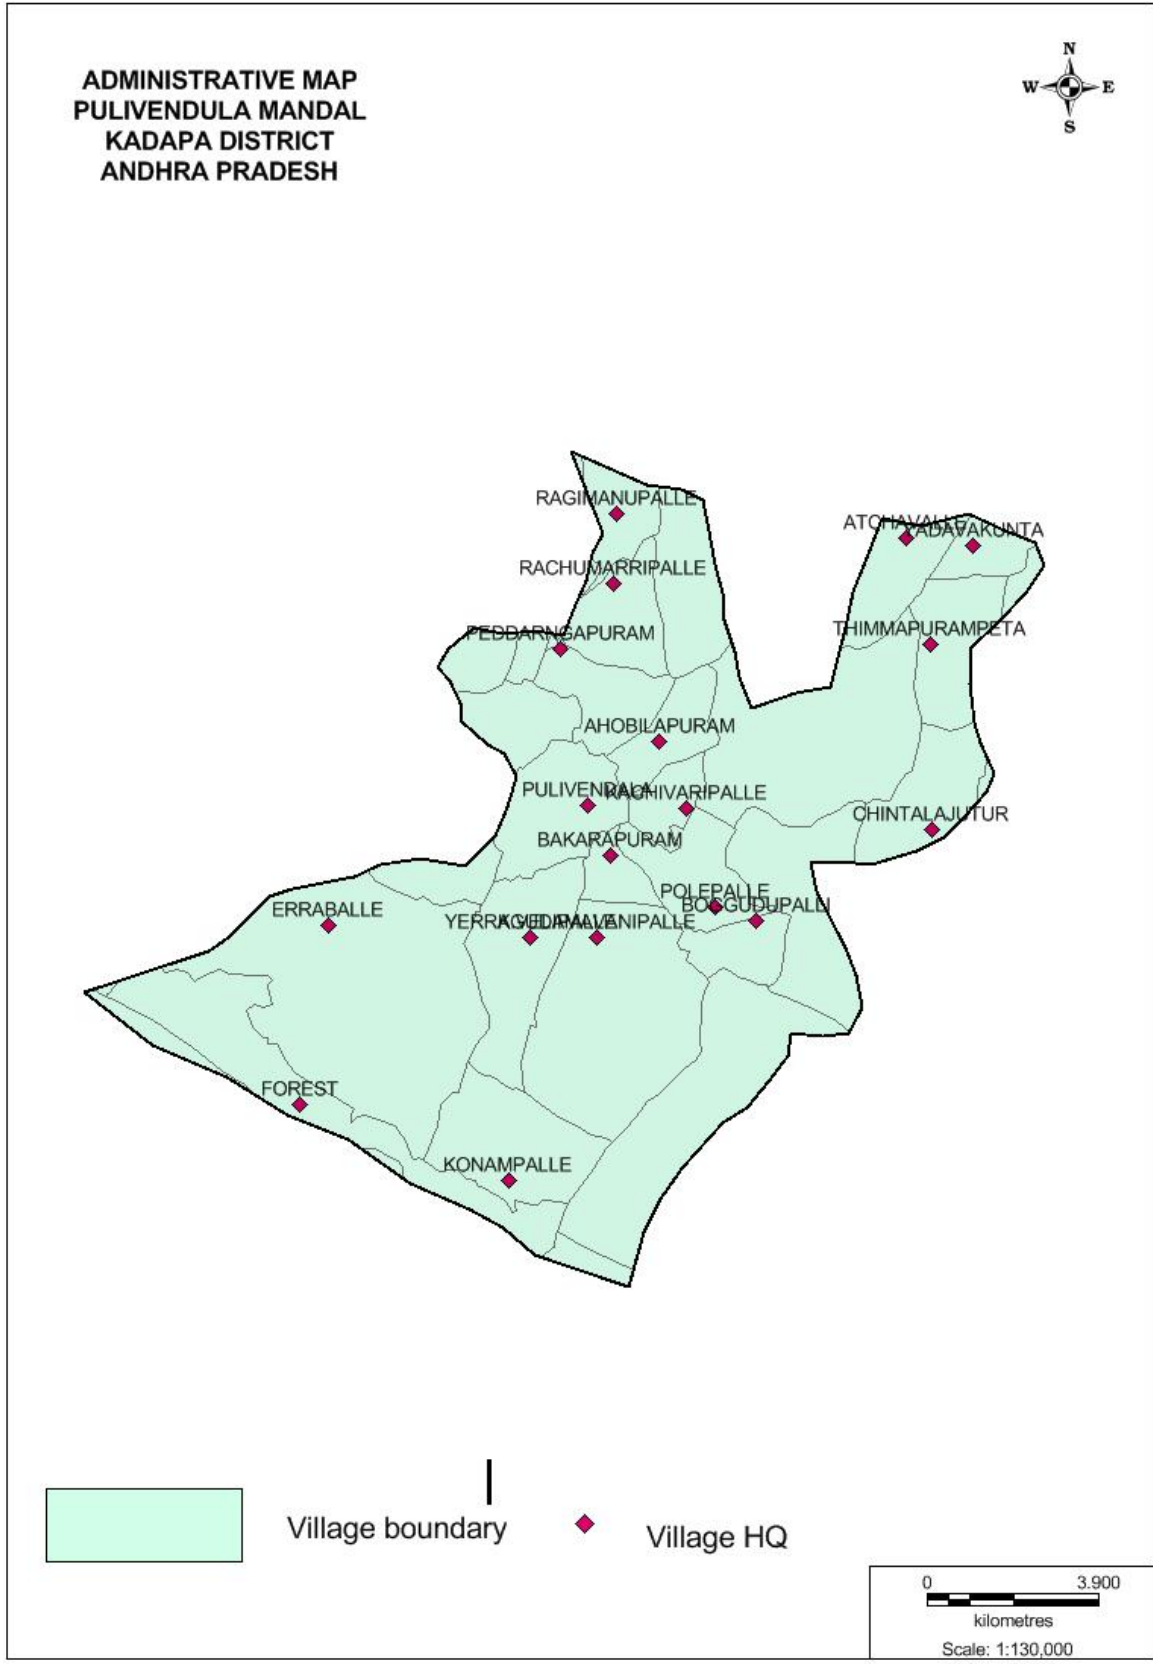 ADMINISTRATIVE MAP
PULIVENDULA MANDAL
KADAPA DISTRICT
ANDHRA PRADESH
N
W E
S
RAGIMANUPALLE
ATCHAVALLE
YADAVAKUNTA
RACHUMARRIPALLE
PEDDARNGAPURAM
THIMMAPURAMPETA
AHOBILAPURAM
PULIVENDALA
KACHIVARIPALLE
CHINTALAJUTUR
BAKARAPURAM
POLEPALLE
BOGGUDUPALLI
ERRABALLE
FOREST
KONAMPALLE
Village boundary
Village HQ
0 3.900
kilometres
Scale: 1:130,000